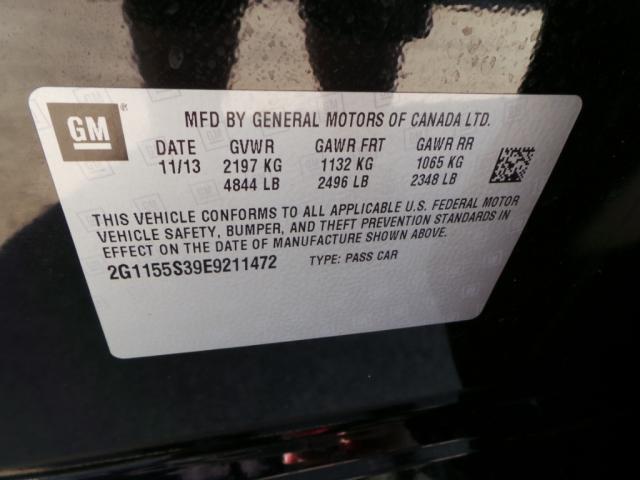 GM
MFD BY GENERAL MOTORS OF CANADA LTD.
DATE GVWR GAWR FRT GAWR RR
11/13 2197 KG 1132 KG 1065 KG
4844 LB 2496 LB 2348 LB
THIS VEHICLE CONFORMS TO ALL APPLICABLE U.S. FEDERAL MOTOR
VEHICLE SAFETY, BUMPER, AND THEFT PREVENTION STANDARDS IN
EFFECT ON THE DATE OF MANUFACTURE SHOWN ABOVE.
2G1155S39E9211472 TYPE: PASS CAR